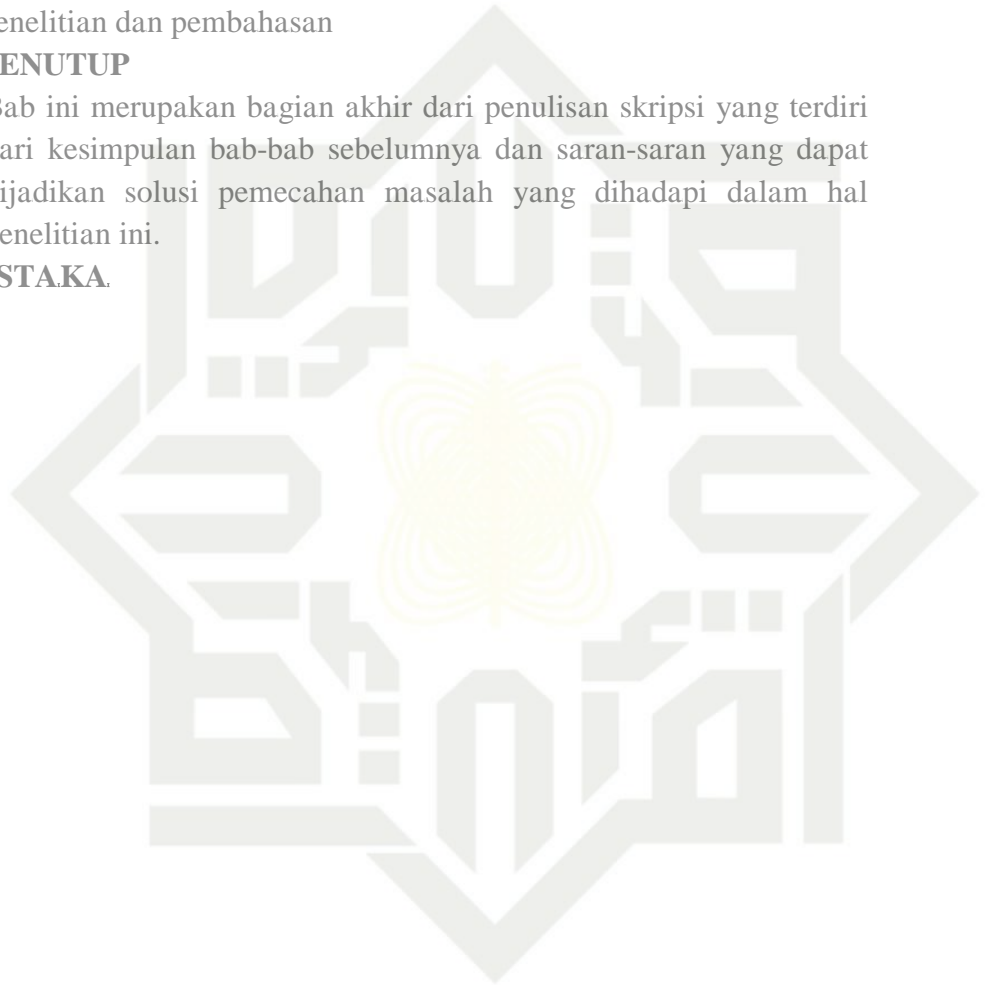 enelitian dan pembahasan
ENUTUP
Bab ini merupakan bagian akhir dari penulisan skripsi yang terdiri
ari kesimpulan bab-bab sebelumnya dan saran-saran yang dapat
ijadikan solusi pemecahan masalah yang dihadapi dalam hal
enelitian ini.
STAKA